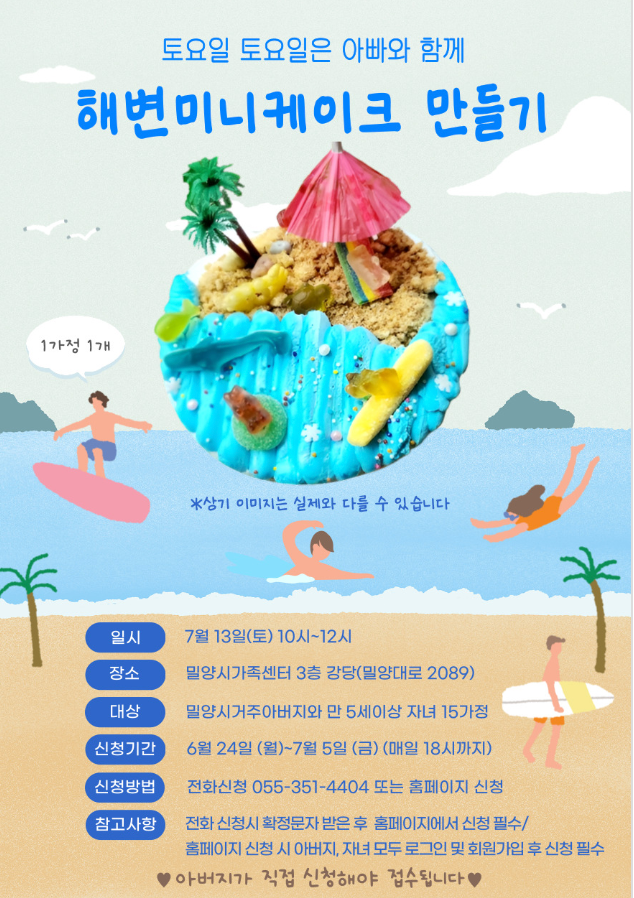 토요일 토요일은 아빠와 함께
해변미니케이크 만들기
1가정 1개
*상기 이미지는 실제와 다를 수 있습니다
일시 7월 13일(토) 10시~12시
장소 밀양시가족센터 3층 강당(밀양대로 2089)
대상 밀양시거주아버지와 만 5세이상 자녀 15가정
신청기간 6월 24일 (월)~7월 5일 (금) (매일 18시까지)
신청방법 전화신청 055-351-4404 또는 홈페이지 신청
참고사항 전화 신청시 확정문자 받은 후 홈페이지에서 신청 필수/
홈페이지 신청 시 아버지, 자녀 모두 로그인 및 회원가입 후 신청 필수
♥아버지가 직접 신청해야 접수됩니다♥